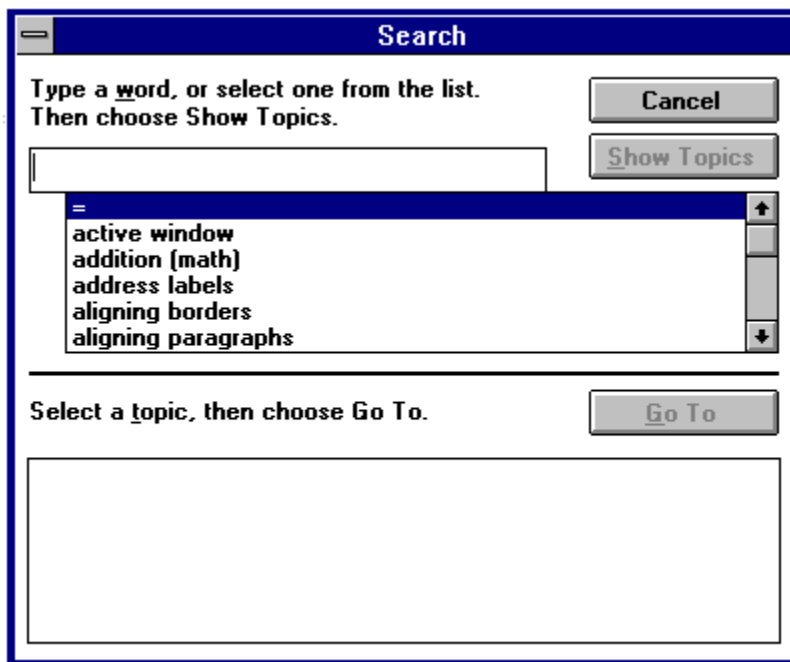 Search
Type a word, or select one from the list.
Then choose Show Topics.
Cancel
Show Topics
=
active window
addition (math)
address labels
aligning borders
aligning paragraphs
Select a topic, then choose Go To.
Go To